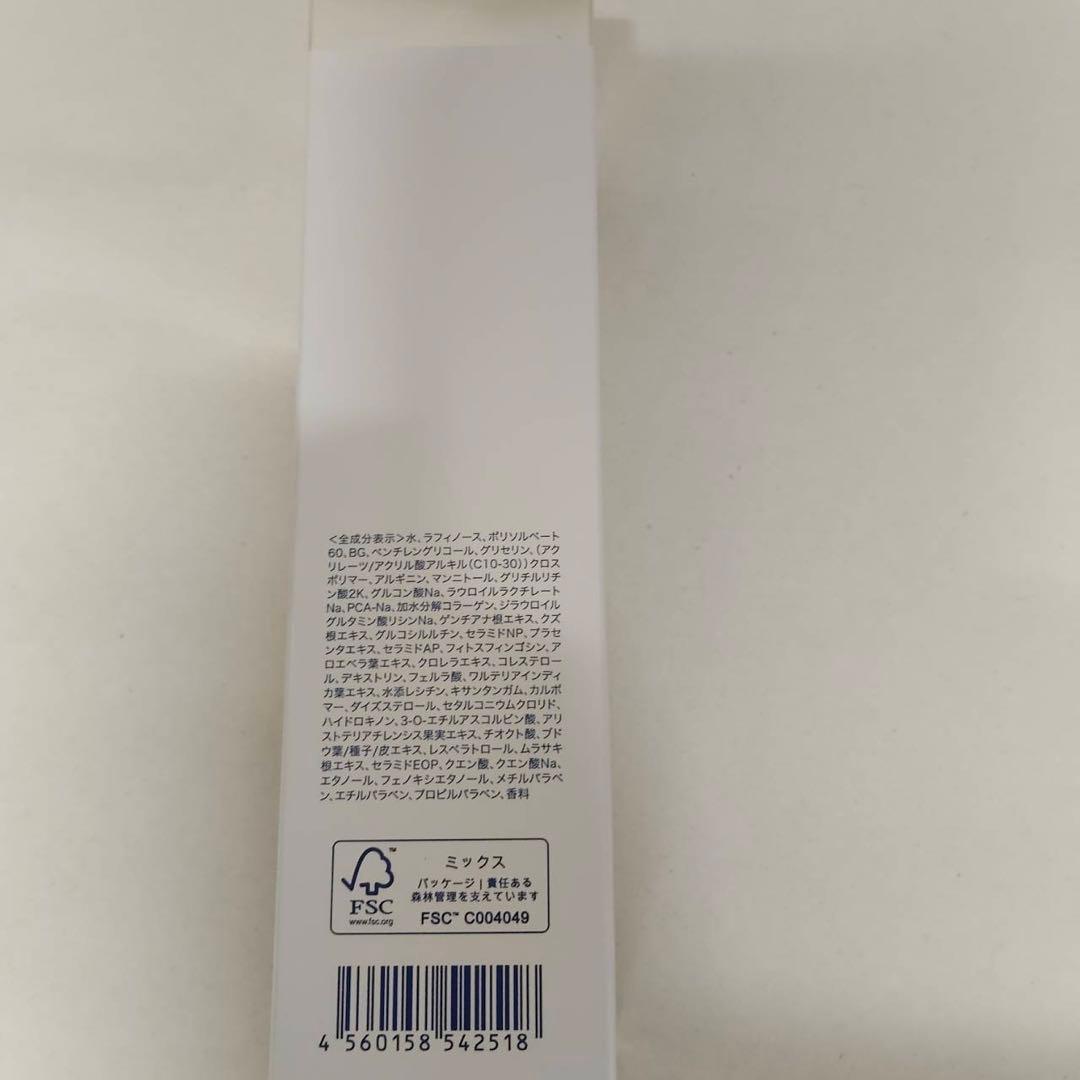 <全成分表示>水、ラフィノース、ポリソルベート
60、BG、ペンチレングリコール、グリセリン、(アク
リレーツ/アクリル酸アルキル(C10-30))クロス
ポリマー、アルギニン、マンニトール、グリチルリチ
ン酸2K、グルコン酸Na、ラウロイルラクチレート
Na、PCA-Na、加水分解コラーゲン、ジラウロイル
グルタミン酸リシンNa、ゲンチアナ根エキス、クズ
根エキス、グルコシルルチン、セラミドNP、プラセ
ンタエキス、セラミドAP、フィトスフィンゴシン、ア
ロエベラ葉エキス、クロレラエキス、コレステロー
ル、デキストリン、フェルラ酸、ワルテリアインディ
カ葉エキス、水添レシチン、キサンタンガム、カルボ
マー、ダイズステロール、セタルコニウムクロリド、
ハイドロキノン、3-O-エチルアスコルビン酸、アリ
ストテリアチレンシス果実エキス、チオクト酸、ブド
ウ葉/種子/皮エキス、レスベラトロール、ムラサキ
根エキス、セラミドEOP、クエン酸、クエン酸Na、
エタノール、フェノキシエタノール、メチルパラベ
ン、エチルパラベン、プロピルパラベン、香料
FSC
www.fsc.org
ミックス
パッケージ | 責任ある
森林管理を支えています
FSC™ C004049
4 560158 542518